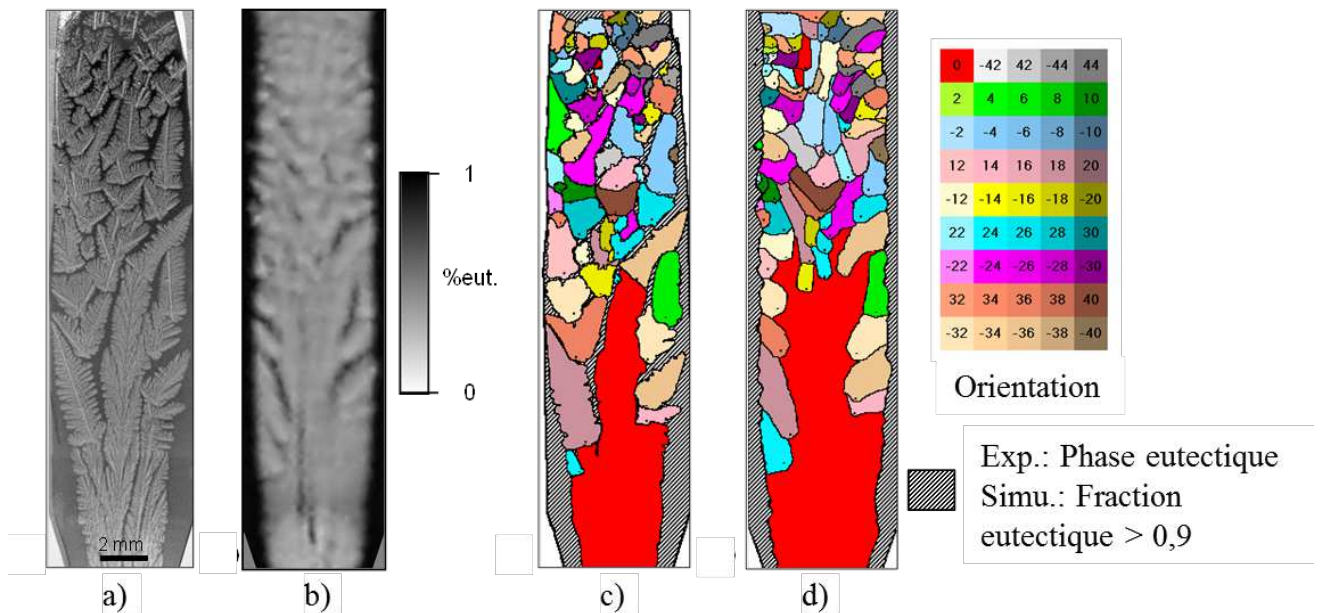 2 mm
1
%eut.
0
0 -42 42 -44 44
2 4 6 8 10
-2 -4 -6 -8 -10
12 14 16 18 20
-12 -14 -16 -18 -20
22 24 26 28 30
-22 -24 -26 -28 -30
32 34 36 38 40
-32 -34 -36 -38 -40
Orientation
Exp.: Phase eutectique
Simu.: Fraction
eutectique > 0,9
a) b) c) d)